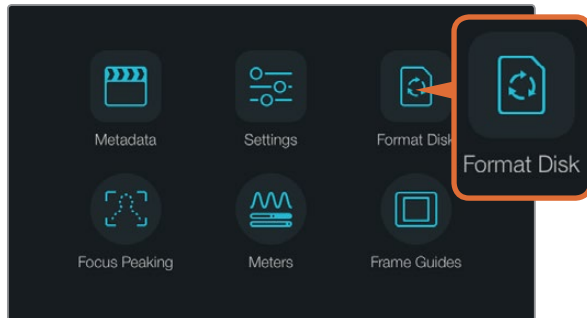 Metadata
Settings
Format Disk
Format Disk
Focus Peaking
Meters
Frame Guides